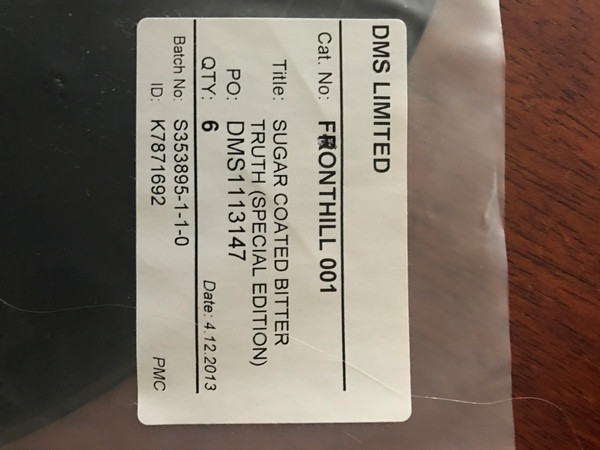 DMS LIMITED
Cat. No: FRONTHILL 001
Title: SUGAR COATED BITTER
TRUTH (SPECIAL EDITION)
PO: DMS1113147
QTY: 6 Date: 4.12.2013
Batch No: S353895-1-1-0
ID: K7871692 PMC